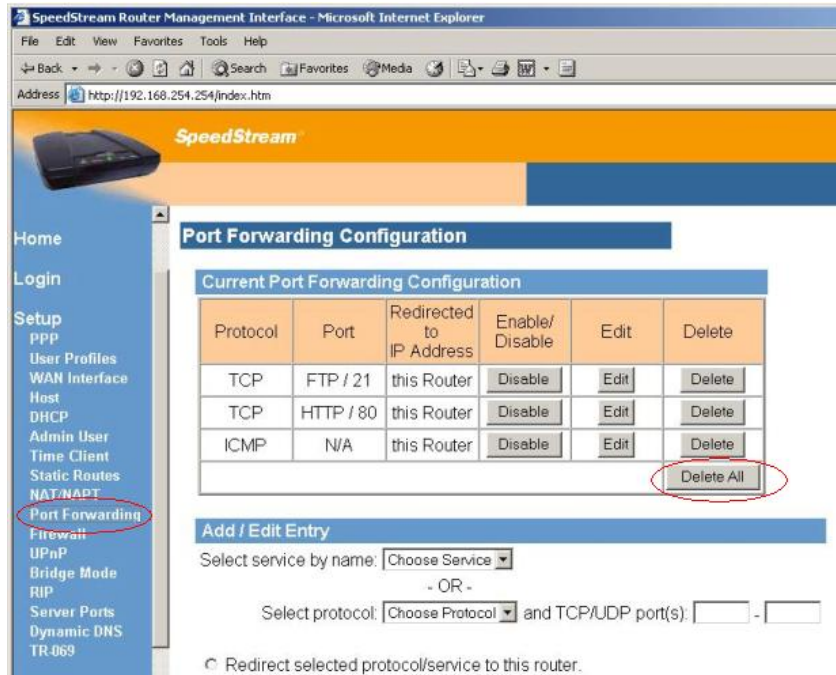 SpeedStream Router Management Interface - Microsoft Internet Explorer
File Edit View Favorites Tools Help
Back Search Favorites Media
Address http://192.168.254.254/index.htm
SpeedStream
Home
Login
Setup
PPP
User Profiles
WAN Interface
Host
DHCP
Admin User
Time Client
Static Routes
NAT/NAPT
Port Forwarding
Firewall
UPnP
Bridge Mode
RIP
Server Ports
Dynamic DNS
TR-069
Port Forwarding Configuration
Current Port Forwarding Configuration
Protocol Port Redirected to IP Address Enable/ Disable Edit Delete
TCP FTP / 21 this Router Disable Edit Delete
TCP HTTP / 80 this Router Disable Edit Delete
ICMP N/A this Router Disable Edit Delete
Delete All
Add / Edit Entry
Select service by name: Choose Service
- OR -
Select protocol: Choose Protocol and TCP/UDP port(s): -
Redirect selected protocol/service to this router.